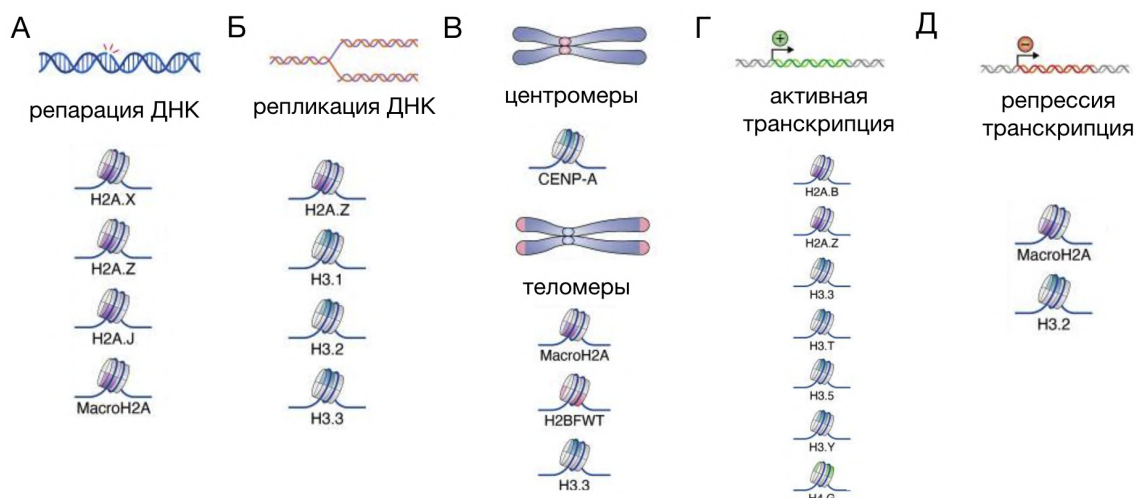 А
репарация ДНК
H2A.X
H2A.Z
H2A.J
MacroH2A
Б
репликация ДНК
H2A.Z
H3.1
H3.2
H3.3
В
центромеры
CENP-A
теломеры
MacroH2A
H2BFWT
H3.3
Г
+
активная
транскрипция
H2A.B
H2A.Z
H3.3
H3.T
H3.5
H3.Y
H4.G
Д
−
репрессия
транскрипция
MacroH2A
H3.2